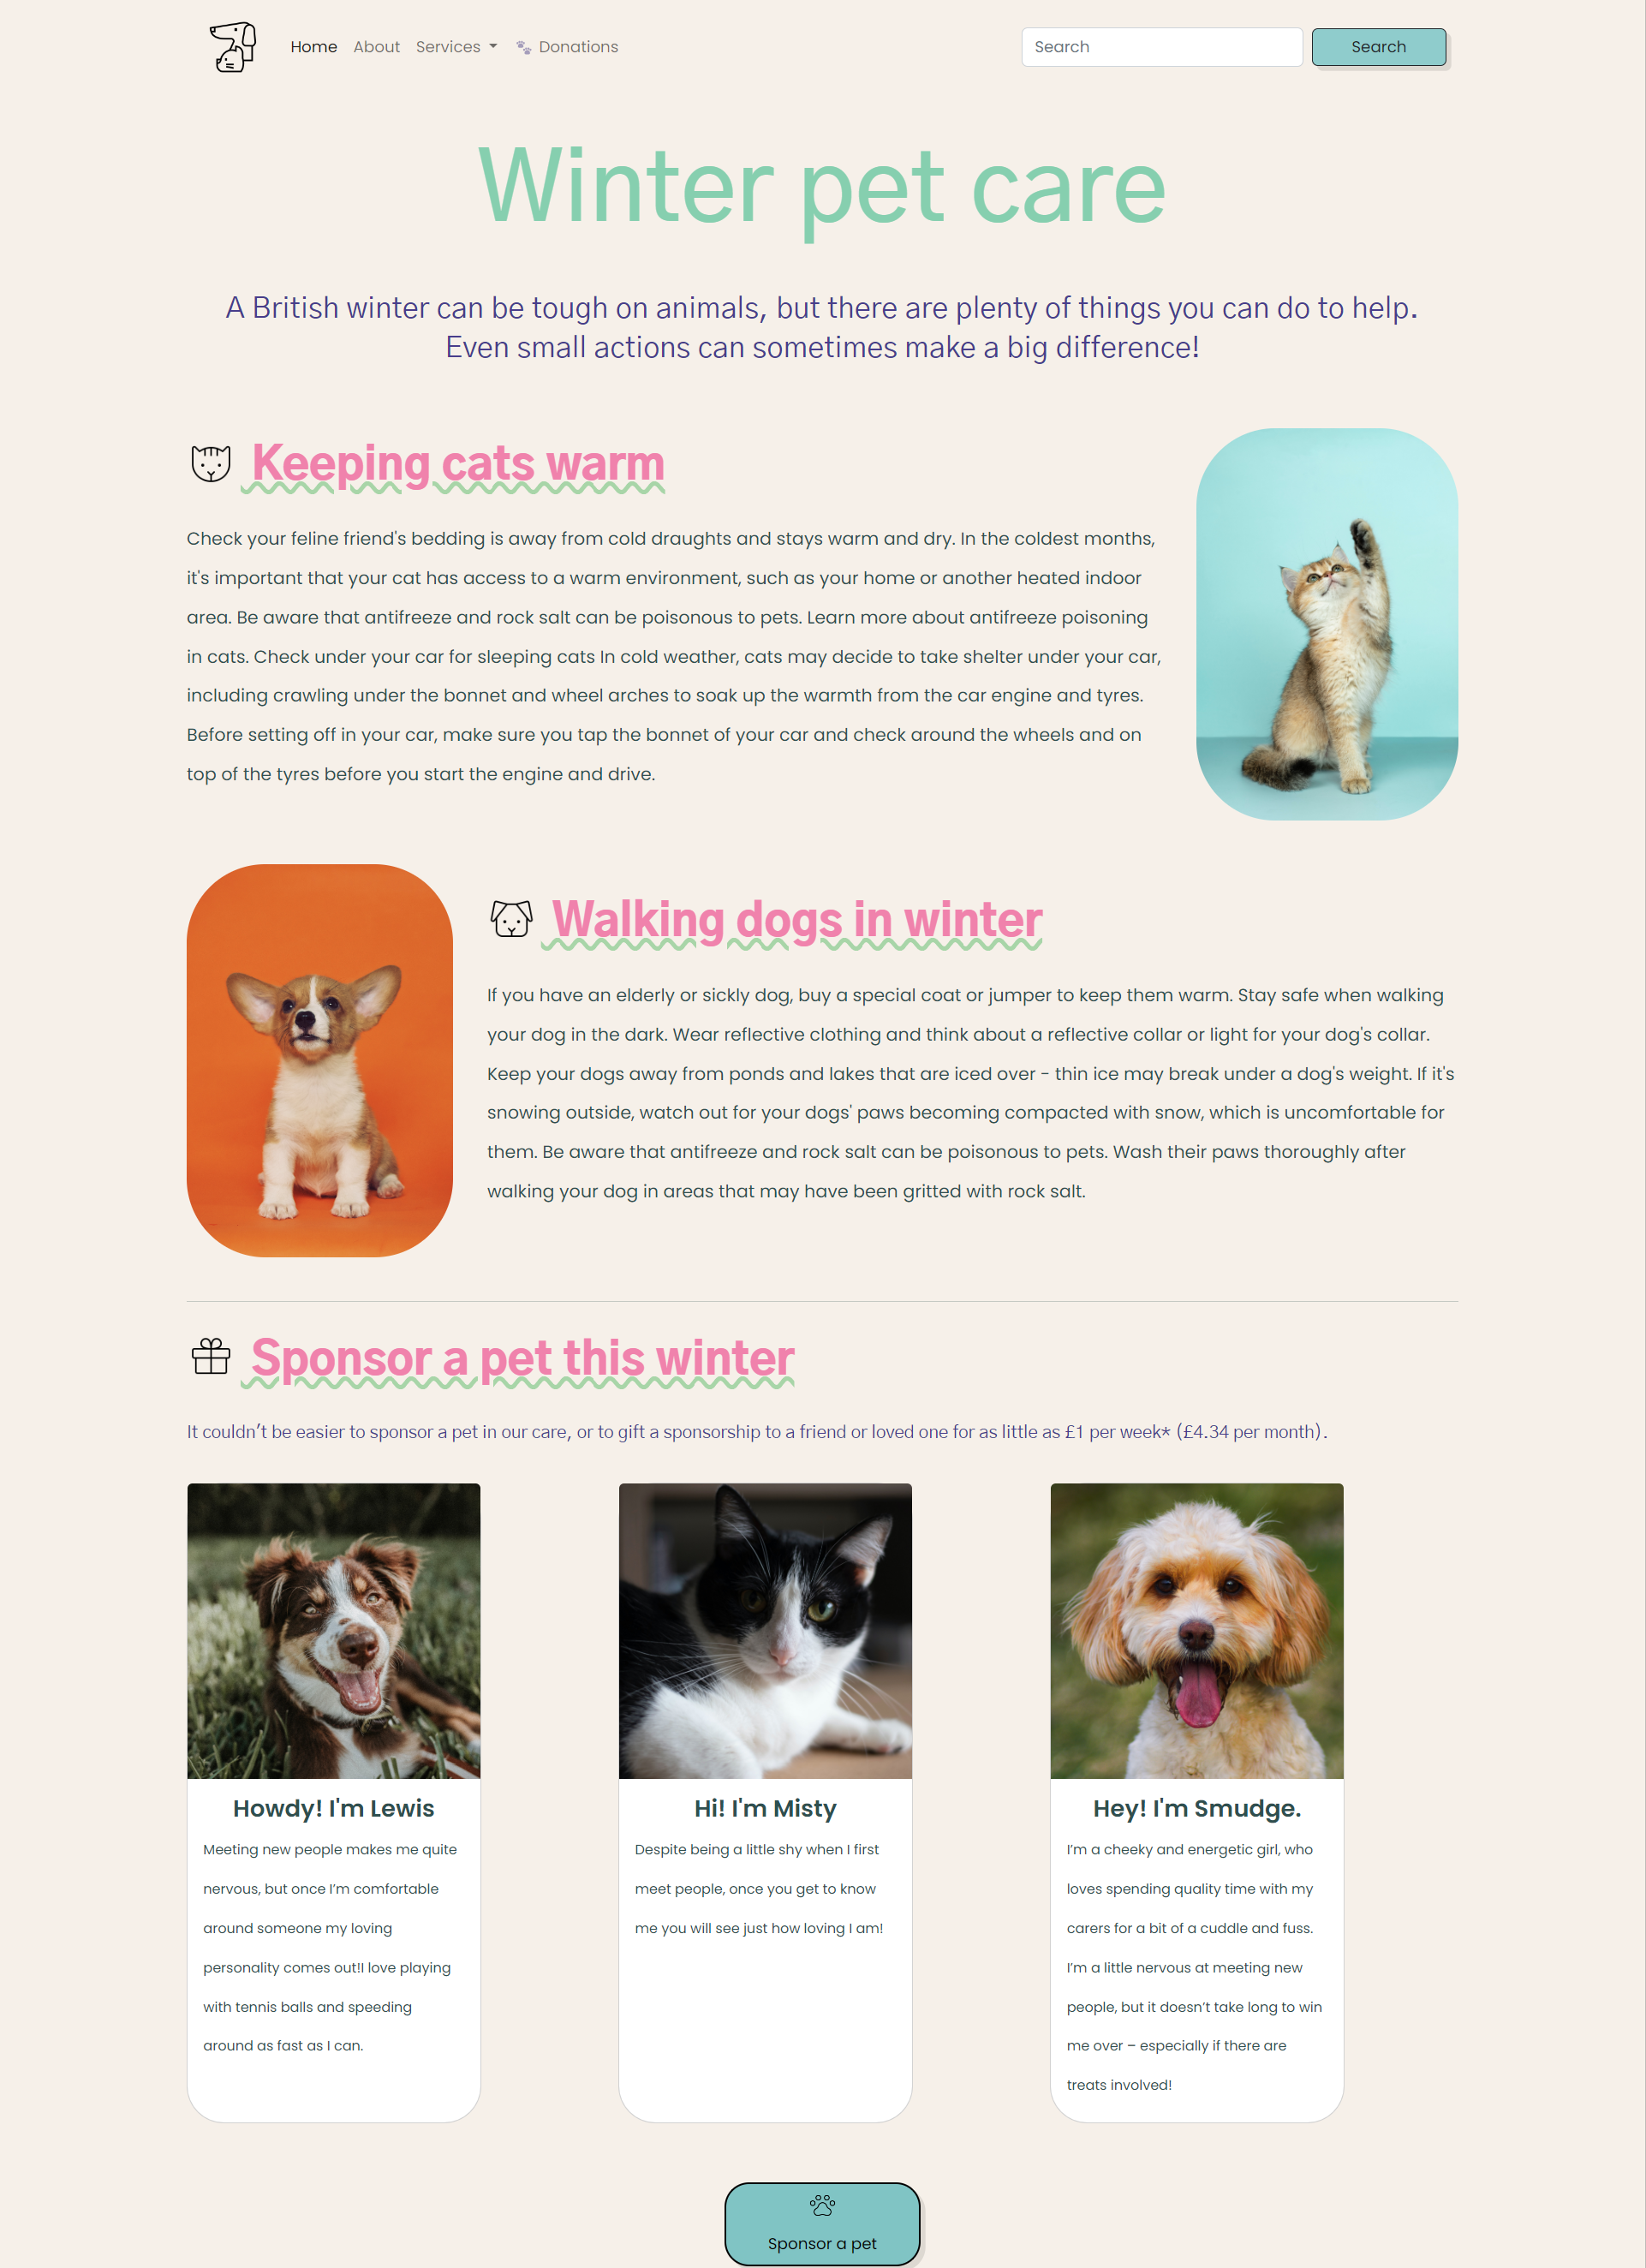 Home About Services Donations
Search
Search
Winter pet care
A British winter can be tough on animals, but there are plenty of things you can do to help.
Even small actions can sometimes make a big difference!
Keeping cats warm
Check your feline friend's bedding is away from cold draughts and stays warm and dry. In the coldest months,
it's important that your cat has access to a warm environment, such as your home or another heated indoor
area. Be aware that antifreeze and rock salt can be poisonous to pets. Learn more about antifreeze poisoning
in cats. Check under your car for sleeping cats In cold weather, cats may decide to take shelter under your car,
including crawling under the bonnet and wheel arches to soak up the warmth from the car engine and tyres.
Before setting off in your car, make sure you tap the bonnet of your car and check around the wheels and on
top of the tyres before you start the engine and drive.
Walking dogs in winter
If you have an elderly or sickly dog, buy a special coat or jumper to keep them warm. Stay safe when walking
your dog in the dark. Wear reflective clothing and think about a reflective collar or light for your dog's collar.
Keep your dogs away from ponds and lakes that are iced over - thin ice may break under a dog's weight. If it's
snowing outside, watch out for your dogs' paws becoming compacted with snow, which is uncomfortable for
them. Be aware that antifreeze and rock salt can be poisonous to pets. Wash their paws thoroughly after
walking your dog in areas that may have been gritted with rock salt.
Sponsor a pet this winter
It couldn’t be easier to sponsor a pet in our care, or to gift a sponsorship to a friend or loved one for as little as £1 per week* (£4.34 per month).
Howdy! I'm Lewis
Meeting new people makes me quite
nervous, but once I’m comfortable
around someone my loving
personality comes out!I love playing
with tennis balls and speeding
around as fast as I can.
Hi! I'm Misty
Despite being a little shy when I first
meet people, once you get to know
me you will see just how loving I am!
Hey! I'm Smudge.
I’m a cheeky and energetic girl, who
loves spending quality time with my
carers for a bit of a cuddle and fuss.
I’m a little nervous at meeting new
people, but it doesn’t take long to win
me over – especially if there are
treats involved!
Sponsor a pet